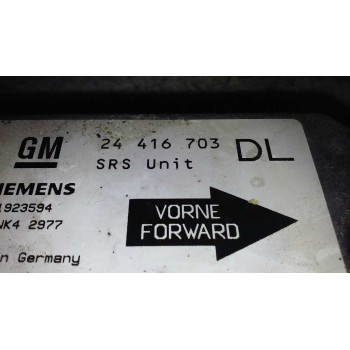 GM 24 416 703 DL
SRS Unit
IEMENS
1923594
NK4 2977
VORNE
FORWARD
n Germany